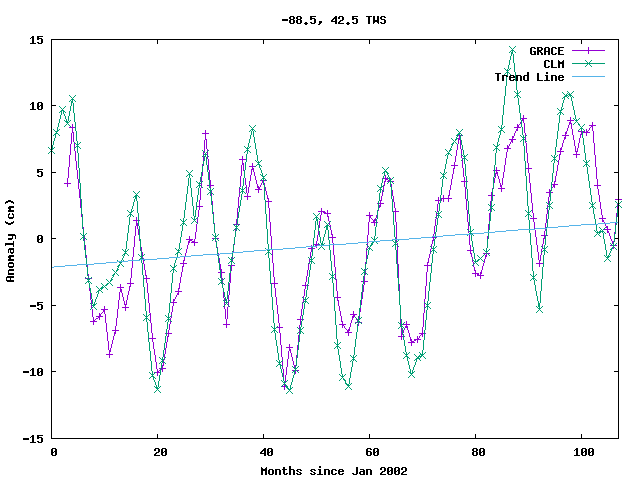 -88.5, 42.5 TWS
15
10
5
0
-5
-10
-15
Anomaly (cm)
GRACE
CLM
Trend Line
0 20 40 60 80 100
Months since Jan 2002